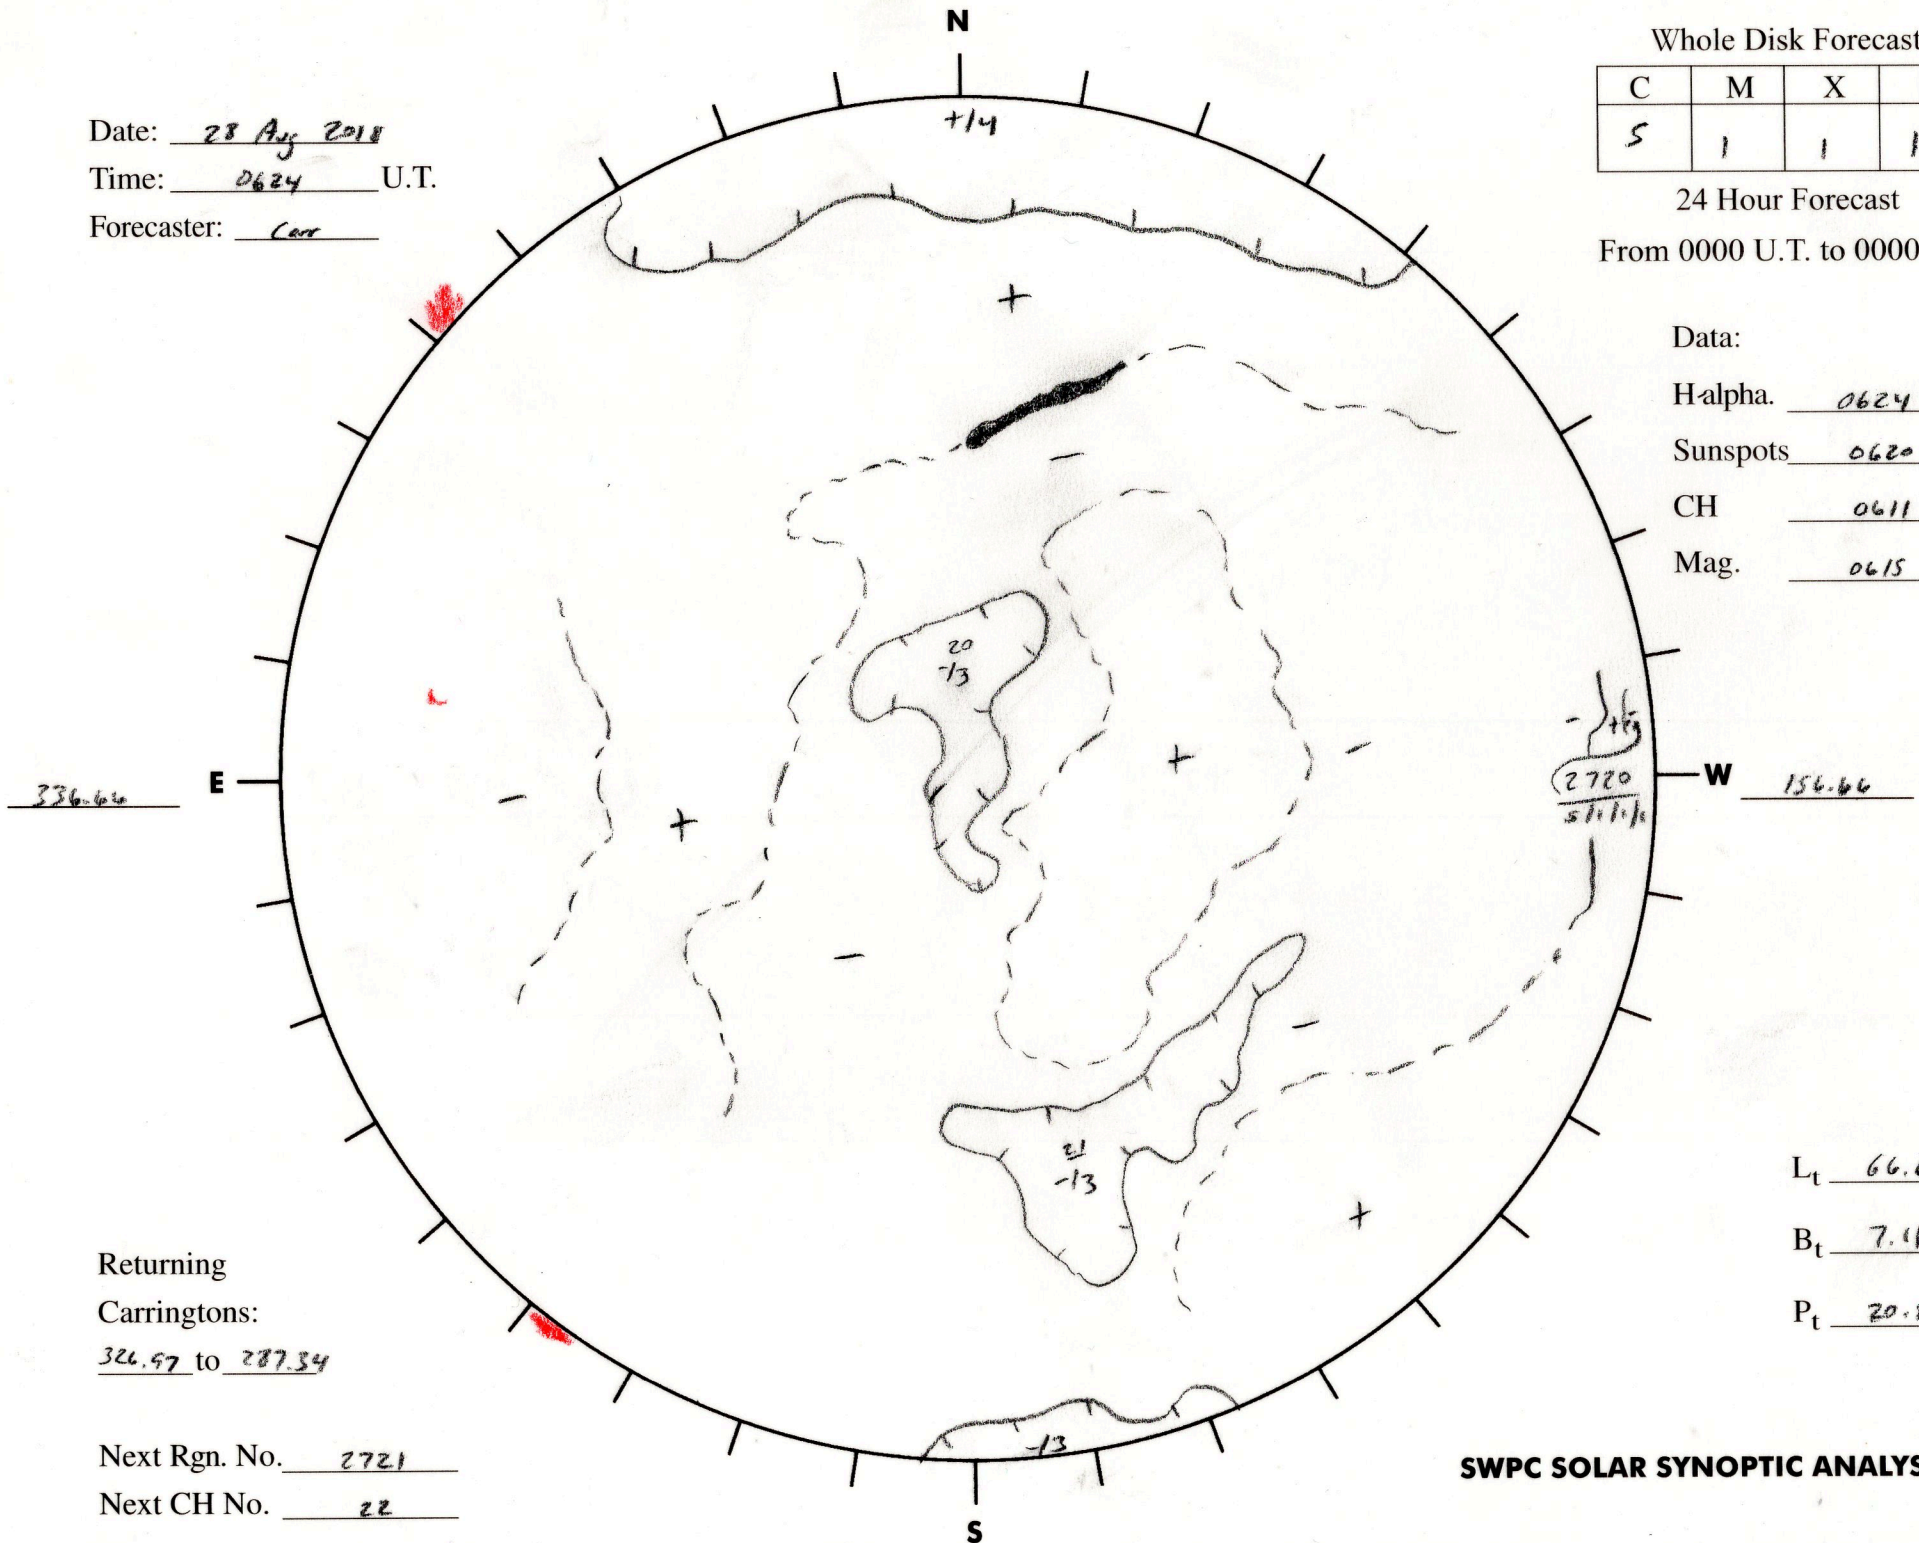 N
Whole Disk Forecast
C M X
5 1 1 1
24 Hour Forecast
From 0000 U.T. to 0000
Date: 28 Aug 2018
Time: 0624 U.T.
Forecaster:
+/4
+
Data:
H-alpha. 0624
Sunspots 0620
CH 0611
Mag. 0615
-
20
-/3
-
+
-
-
+
336.66 E
2720
W 156.66
-
-
21
-/3
+
Lt 66.
Bt 7.
Pt 20.
Returning
Carringtons:
326.97 to 287.34
-/3
Next Rgn. No. 2721
Next CH No. 22
SWPC SOLAR SYNOPTIC ANALYS
S